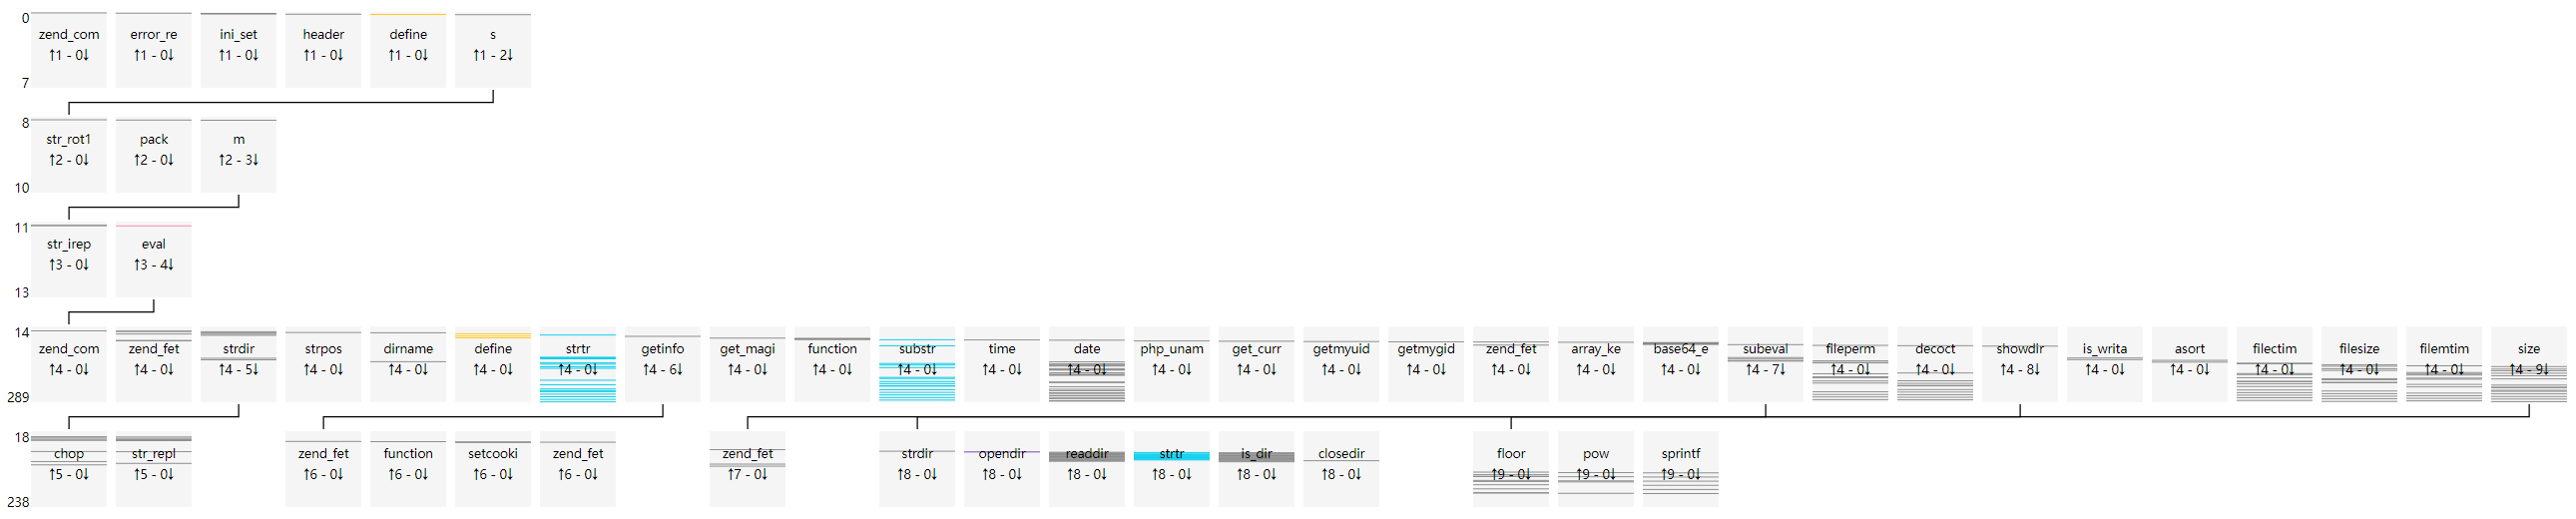 0
zend_com error_re ini_set header define s
↑1 - 0↓ ↑1 - 0↓ ↑1 - 0↓ ↑1 - 0↓ ↑1 - 0↓ ↑1 - 2↓
7
8
str_rot1 pack m
↑2 - 0↓ ↑2 - 0↓ ↑2 - 3↓
10
11
str_irep eval
↑3 - 0↓ ↑3 - 4↓
13
14
zend_com zend_fet strdir strpos dirname define strtr getinfo get_magi function substr time date php_unam get_curr getmyuid getmygid zend_fet array_ke base64_e subeval fileperm decoct showdir is_writa asort filectim filesize filemtim size
↑4 - 0↓ ↑4 - 0↓ ↑4 - 5↓ ↑4 - 0↓ ↑4 - 0↓ ↑4 - 0↓ ↑4 - 0↓ ↑4 - 6↓ ↑4 - 0↓ ↑4 - 0↓ ↑4 - 0↓ ↑4 - 0↓ ↑4 - 0↓ ↑4 - 0↓ ↑4 - 0↓ ↑4 - 0↓ ↑4 - 0↓ ↑4 - 0↓ ↑4 - 0↓ ↑4 - 0↓ ↑4 - 7↓ ↑4 - 0↓ ↑4 - 0↓ ↑4 - 8↓ ↑4 - 0↓ ↑4 - 0↓ ↑4 - 0↓ ↑4 - 0↓ ↑4 - 0↓ ↑4 - 9↓
289
18
chop str_repl zend_fet function setcooki zend_fet zend_fet strdir opendir readdir strtr is_dir closedir floor pow sprintf
↑5 - 0↓ ↑5 - 0↓ ↑6 - 0↓ ↑6 - 0↓ ↑6 - 0↓ ↑6 - 0↓ ↑7 - 0↓ ↑8 - 0↓ ↑8 - 0↓ ↑8 - 0↓ ↑8 - 0↓ ↑8 - 0↓ ↑8 - 0↓ ↑9 - 0↓ ↑9 - 0↓ ↑9 - 0↓
238